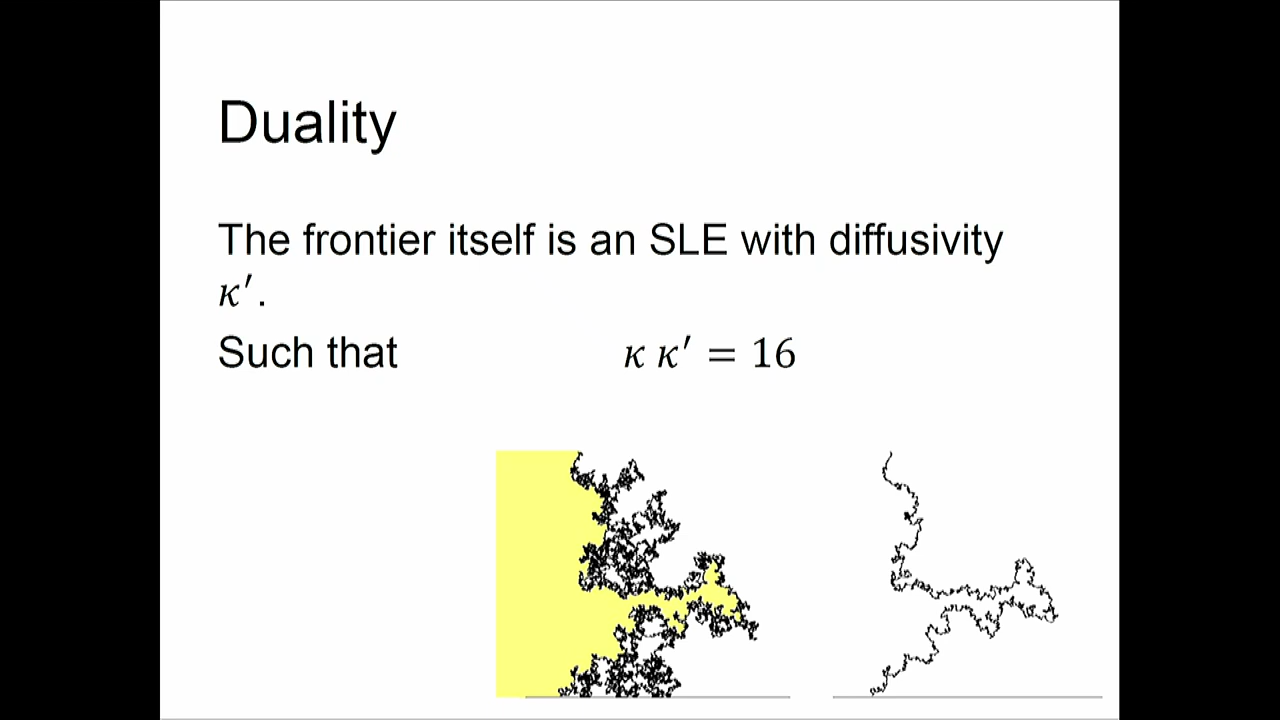 Duality
The frontier itself is an SLE with diffusivity
κ′.
Such that κ κ′ = 16